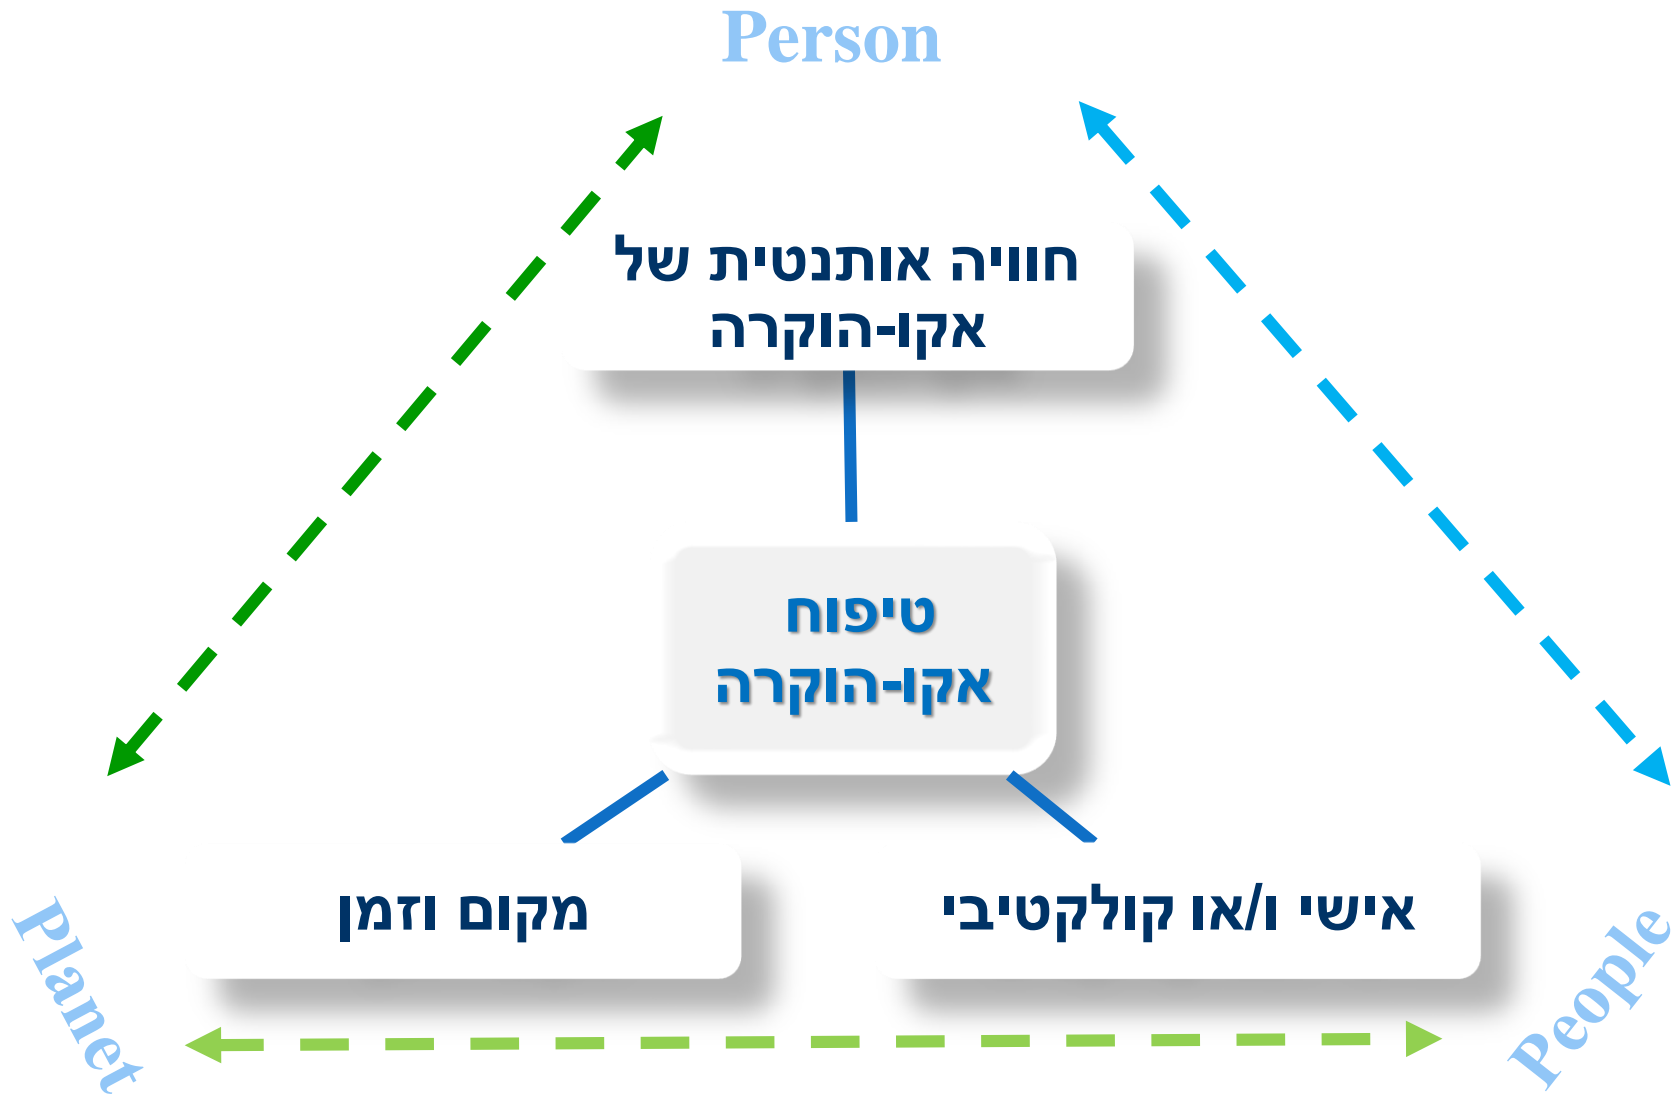 Person
חוויה אותנטית של
אקו-הוקרה
טיפוח
אקו-הוקרה
אישי ו/או קולקטיבי
מקום וזמן
People
Planet